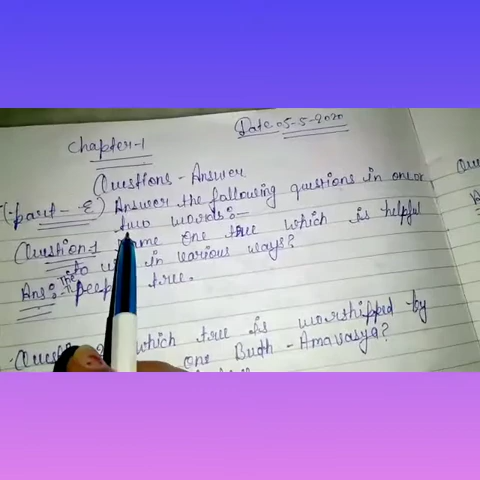 Chapter-1
Date 05-5-2020
Questions - Answer
(part-E) Answer the following questions in one or
two words:-
Question 1 Name one tree which is helpful
to us in various ways?
Ans: The peepal tree.
which tree is worshipped by
one Budh - Amavasya?